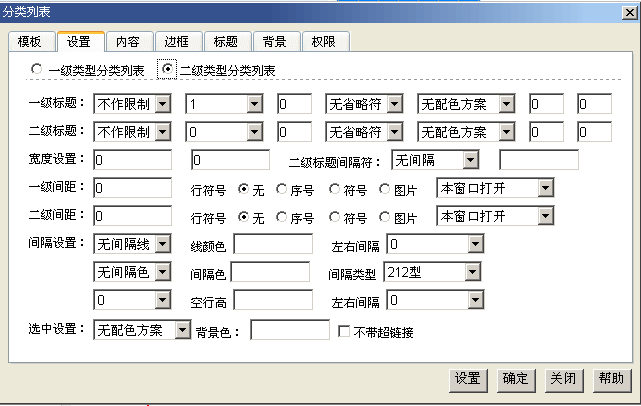 分类列表
模板 设置 内容 边框 标题 背景 权限
一级类型分类列表 二级类型分类列表
一级标题： 不作限制 1 0 无省略符 无配色方案 0 0
二级标题： 不作限制 0 0 无省略符 无配色方案 0 0
宽度设置： 0 0 二级标题间隔符： 无间隔
一级间距： 0 行符号 无 序号 符号 图片 本窗口打开
二级间距： 0 行符号 无 序号 符号 图片 本窗口打开
间隔设置： 无间隔线 线颜色 左右间隔 0
无间隔色 间隔色 间隔类型 212型
0 空行高 左右间隔 0
选中设置： 无配色方案 背景色： 不带超链接
设置 确定 关闭 帮助